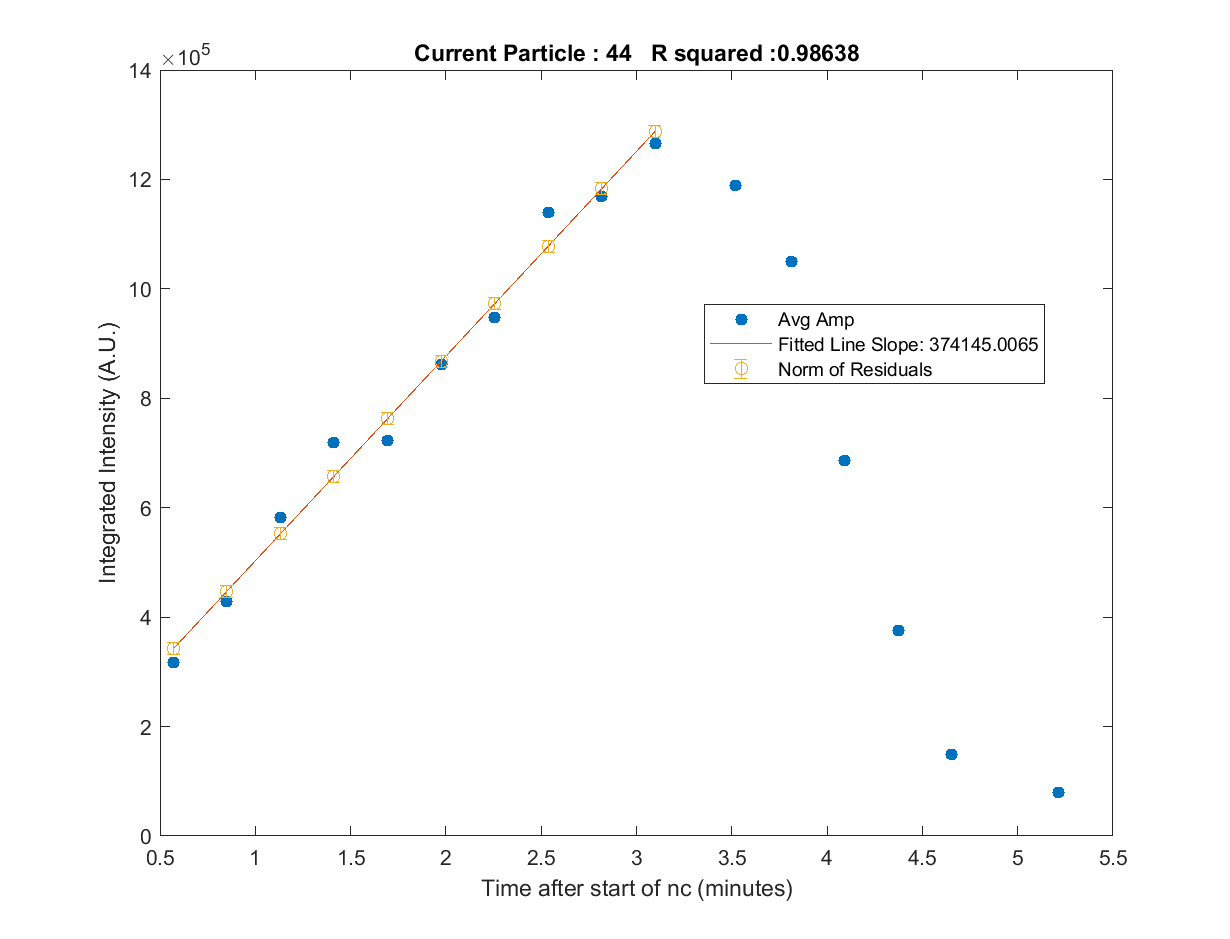 Current Particle : 44   R squared :0.98638
×10^5
14
12
10
8
6
4
2
0
Integrated Intensity (A.U.)
Avg Amp
Fitted Line Slope: 374145.0065
Norm of Residuals
0.5 1 1.5 2 2.5 3 3.5 4 4.5 5 5.5
Time after start of nc (minutes)